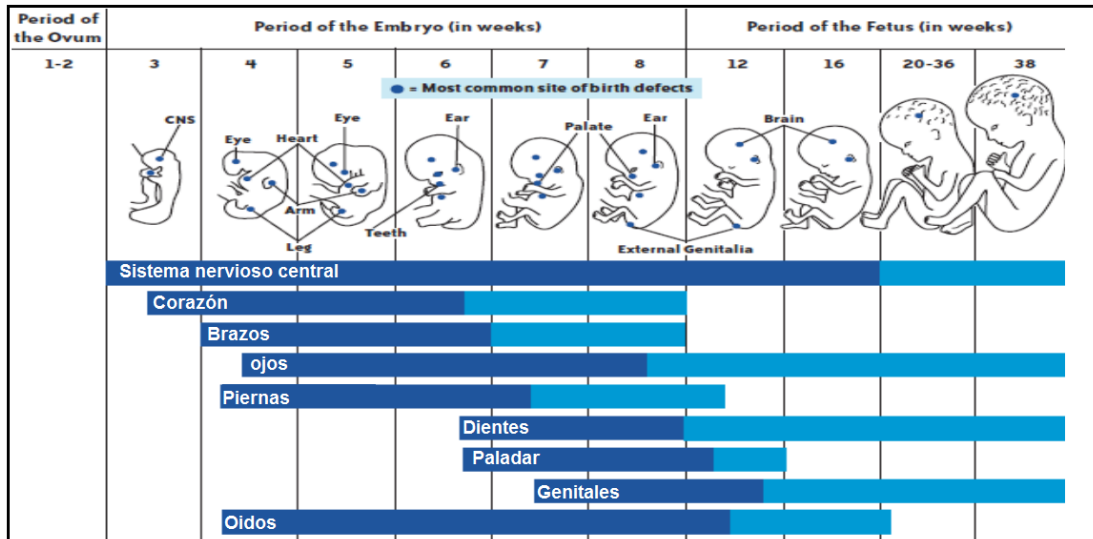 Period of the Ovum
Period of the Embryo (in weeks)
Period of the Fetus (in weeks)
1-2 3 4 5 6 7 8 12 16 20-36 38
● = Most common site of birth defects
CNS
Eye
Heart
Eye
Ear
Palate
Ear
Brain
Arm
Leg
Teeth
External Genitalia
Sistema nervioso central
Corazón
Brazos
ojos
Piernas
Dientes
Paladar
Genitales
Oidos